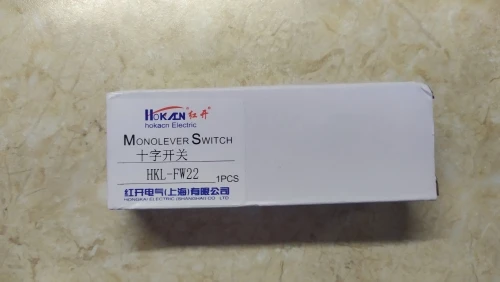 HOKACN 红开
hokacn Electric
MONOLEVER SWITCH
十字开关
HKL-FW22 1PCS
红开电气(上海)有限公司
HONGKAI ELECTRIC (SHANGHAI) CO LTD